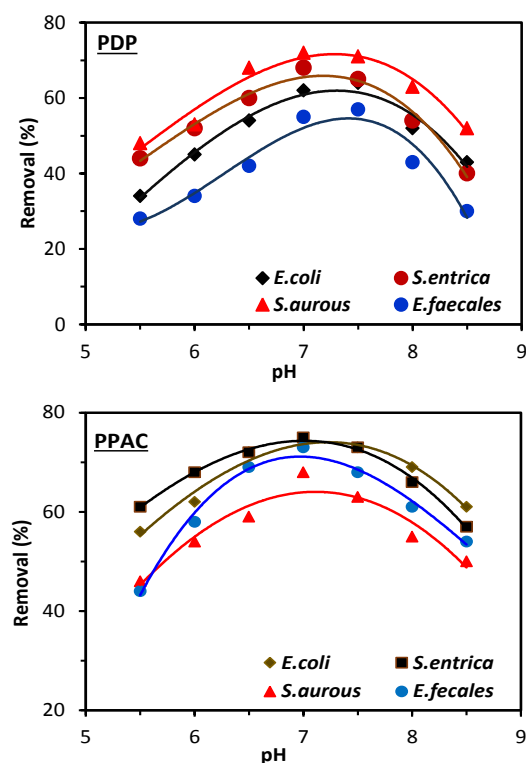 80
PDP
60
Removal (%)
40
20
E.coli S.entrica
S.aurous E.faecales
0
5 6 7 8 9
pH
80
PPAC
60
Removal (%)
40
E.coli S.entrica
S.aurous E.fecales
20
5 6 7 8 9
pH